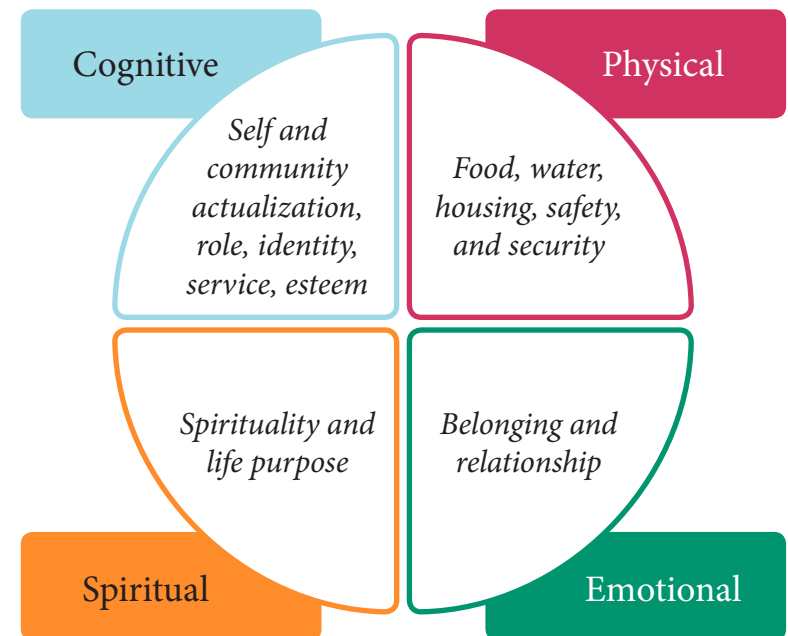 Cognitive
Self and
community
actualization,
role, identity,
service, esteem
Physical
Food, water,
housing, safety,
and security
Spirituality and
life purpose
Spiritual
Belonging and
relationship
Emotional